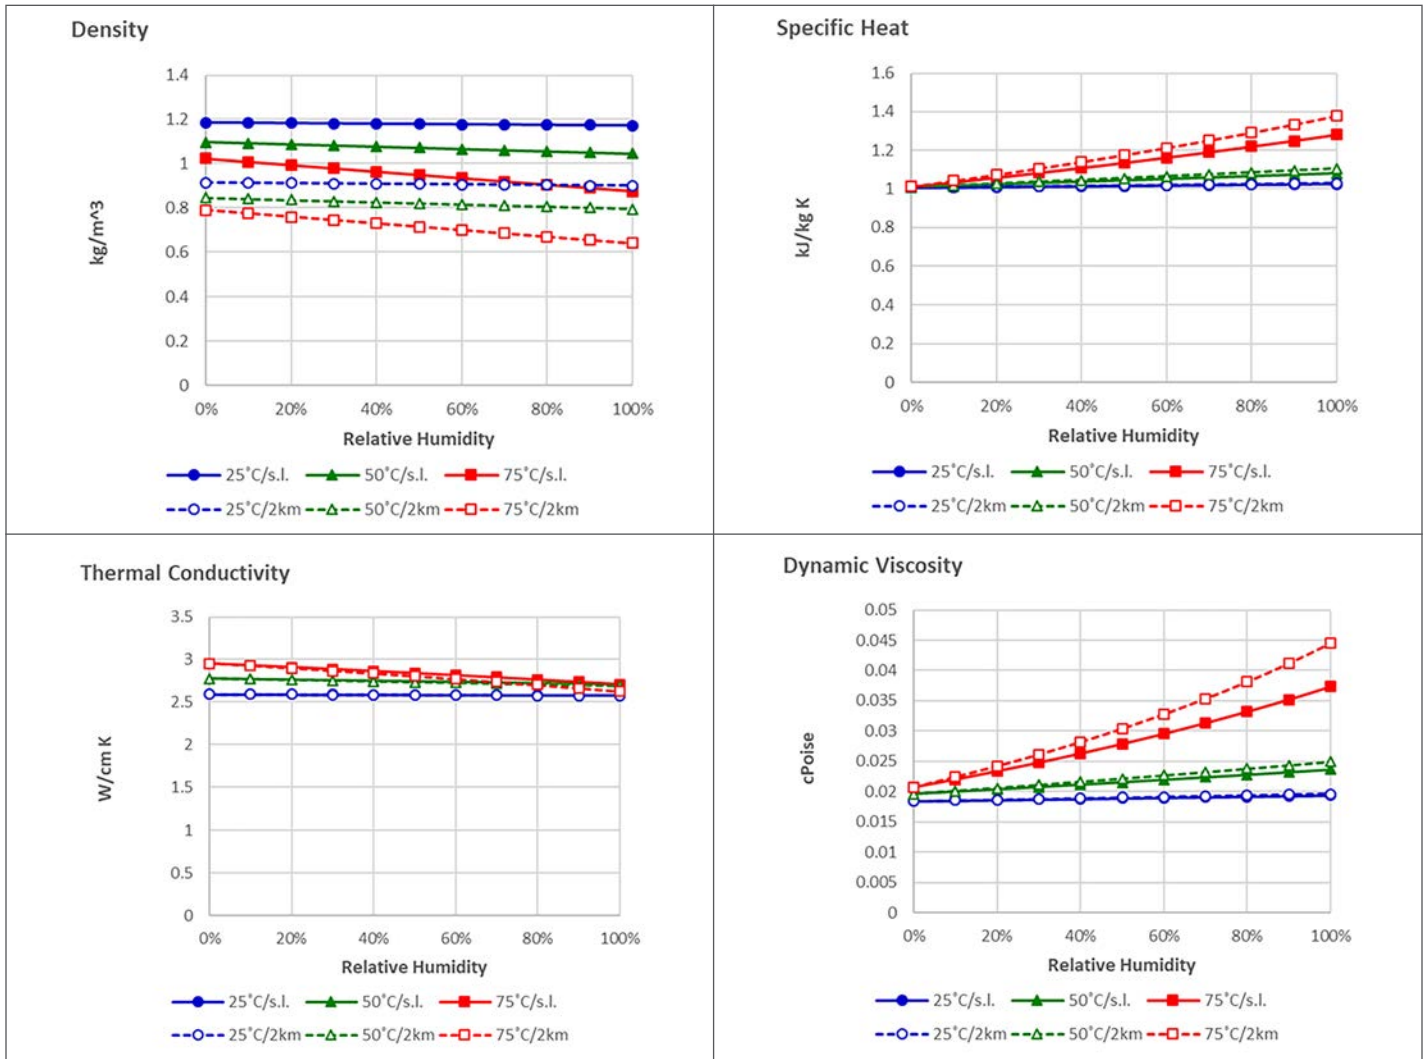 Density
1.4
1.2
1
0.8
0.6
0.4
0.2
0
kg/m^3
0% 20% 40% 60% 80% 100%
Relative Humidity
25˚C/s.l. 50˚C/s.l. 75˚C/s.l.
25˚C/2km 50˚C/2km 75˚C/2km
Specific Heat
1.6
1.4
1.2
1
0.8
0.6
0.4
0.2
0
kJ/kg K
0% 20% 40% 60% 80% 100%
Relative Humidity
25˚C/s.l. 50˚C/s.l. 75˚C/s.l.
25˚C/2km 50˚C/2km 75˚C/2km
Thermal Conductivity
3.5
3
2.5
2
1.5
1
0.5
0
W/cm K
0% 20% 40% 60% 80% 100%
Relative Humidity
25˚C/s.l. 50˚C/s.l. 75˚C/s.l.
25˚C/2km 50˚C/2km 75˚C/2km
Dynamic Viscosity
0.05
0.045
0.04
0.035
0.03
0.025
0.02
0.015
0.01
0.005
0
cPoise
0% 20% 40% 60% 80% 100%
Relative Humidity
25˚C/s.l. 50˚C/s.l. 75˚C/s.l.
25˚C/2km 50˚C/2km 75˚C/2km